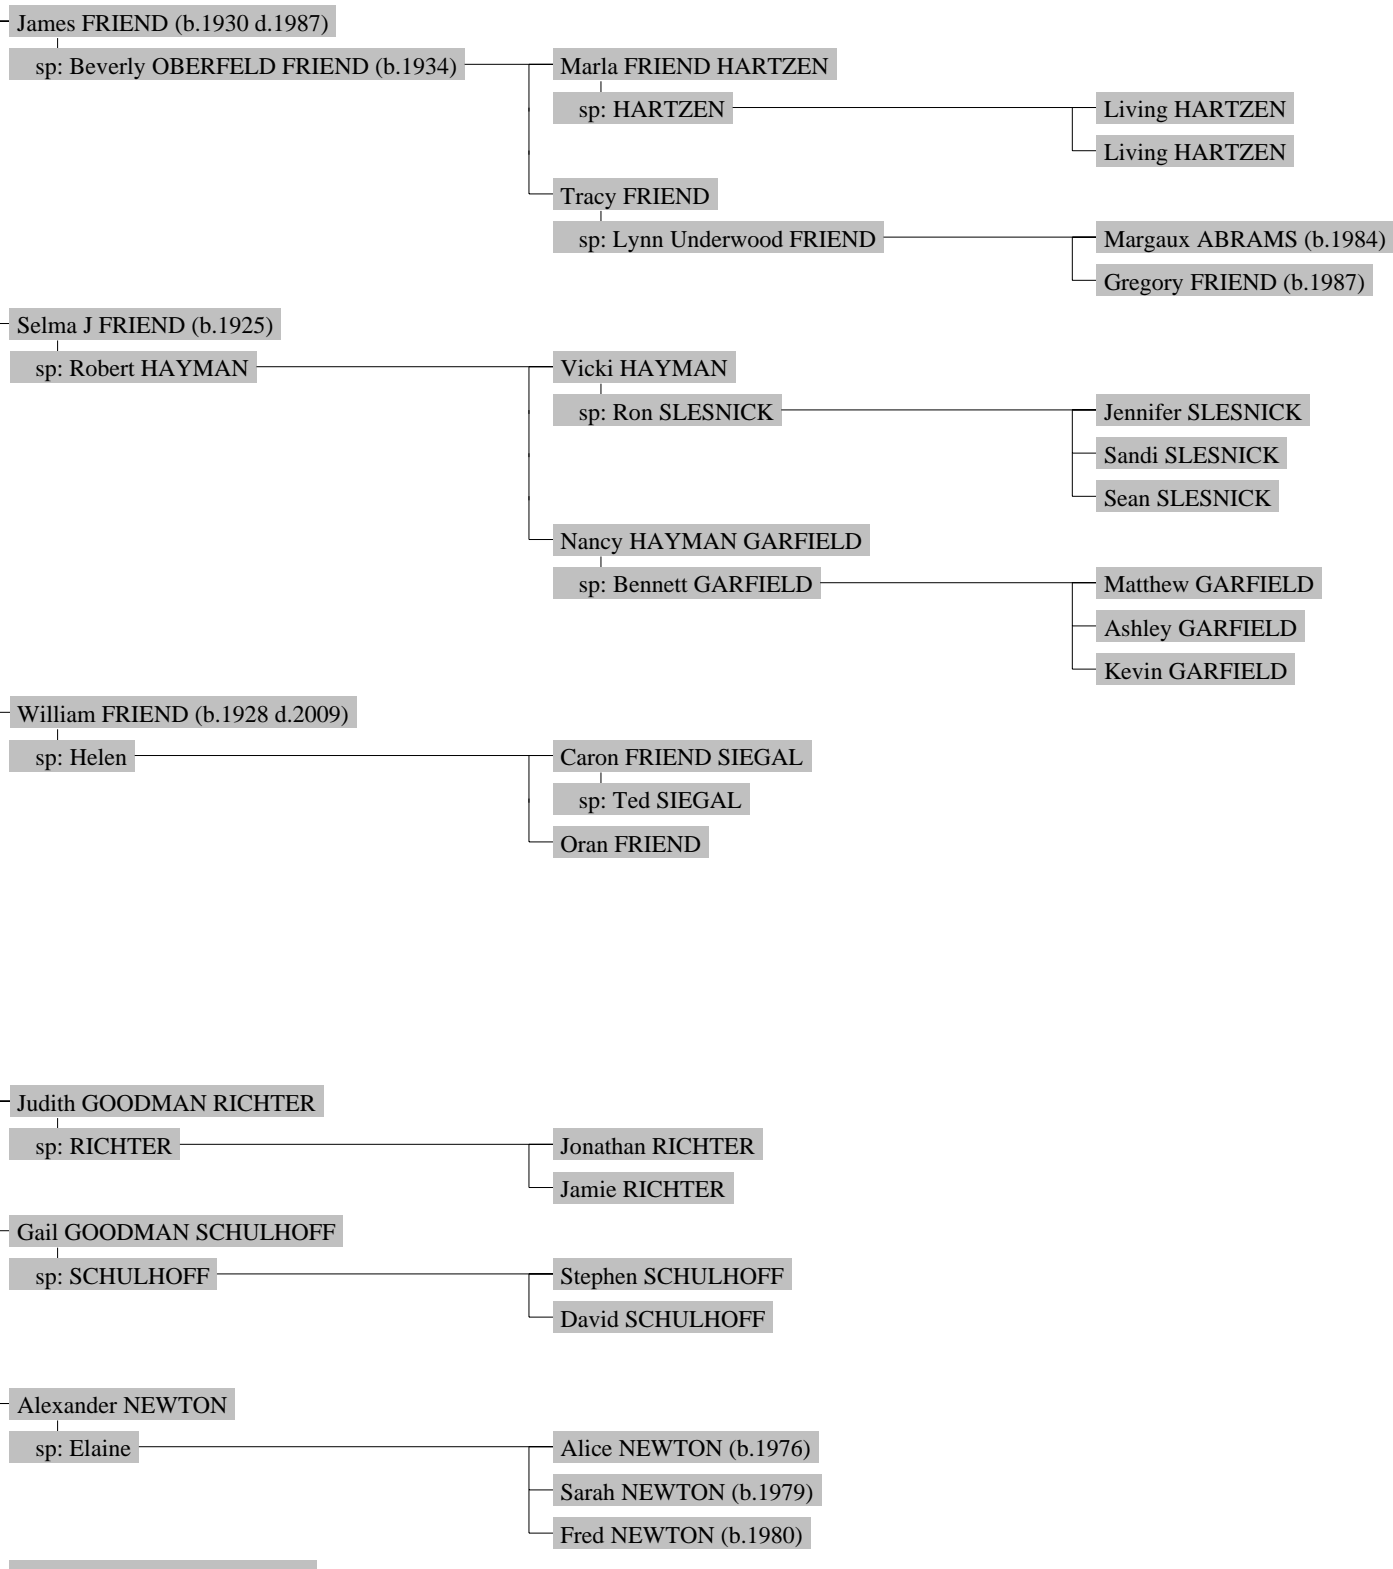 James FRIEND (b.1930 d.1987)
sp: Beverly OBERFELD FRIEND (b.1934)
Marla FRIEND HARTZEN
sp: HARTZEN
Living HARTZEN
Living HARTZEN
Tracy FRIEND
sp: Lynn Underwood FRIEND
Margaux ABRAMS (b.1984)
Gregory FRIEND (b.1987)
Selma J FRIEND (b.1925)
sp: Robert HAYMAN
Vicki HAYMAN
sp: Ron SLESNICK
Jennifer SLESNICK
Sandi SLESNICK
Sean SLESNICK
Nancy HAYMAN GARFIELD
sp: Bennett GARFIELD
Matthew GARFIELD
Ashley GARFIELD
Kevin GARFIELD
William FRIEND (b.1928 d.2009)
sp: Helen
Caron FRIEND SIEGAL
sp: Ted SIEGAL
Oran FRIEND
Judith GOODMAN RICHTER
sp: RICHTER
Jonathan RICHTER
Jamie RICHTER
Gail GOODMAN SCHULHOFF
sp: SCHULHOFF
Stephen SCHULHOFF
David SCHULHOFF
Alexander NEWTON
sp: Elaine
Alice NEWTON (b.1976)
Sarah NEWTON (b.1979)
Fred NEWTON (b.1980)